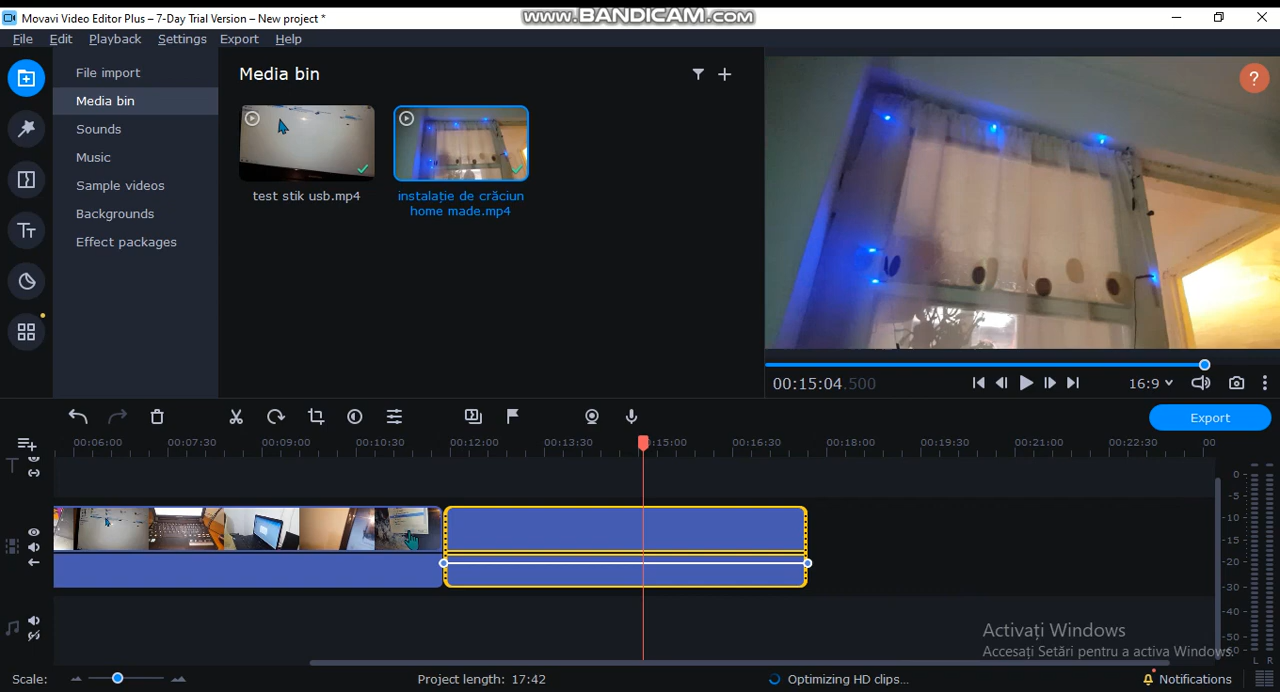 Movavi Video Editor Plus – 7-Day Trial Version – New project *
www.BANDICAM.com
File Edit Playback Settings Export Help
File import
Media bin
Sounds
Music
Sample videos
Backgrounds
Effect packages
Media bin
test stik usb.mp4
instalație de crăciun
home made.mp4
?
00:15:04.500
16:9
Export
00:06:00 00:07:30 00:09:00 00:10:30 00:12:00 00:13:30 00:15:00 00:16:30 00:18:00 00:19:30 00:21:00 00:22:30 00
0
-5
-10
-15
-20
-30
-40
-50
-60
L R
Activați Windows
Accesați Setări pentru a activa Windows.
Scale:
Project length: 17:42
Optimizing HD clips...
Notifications